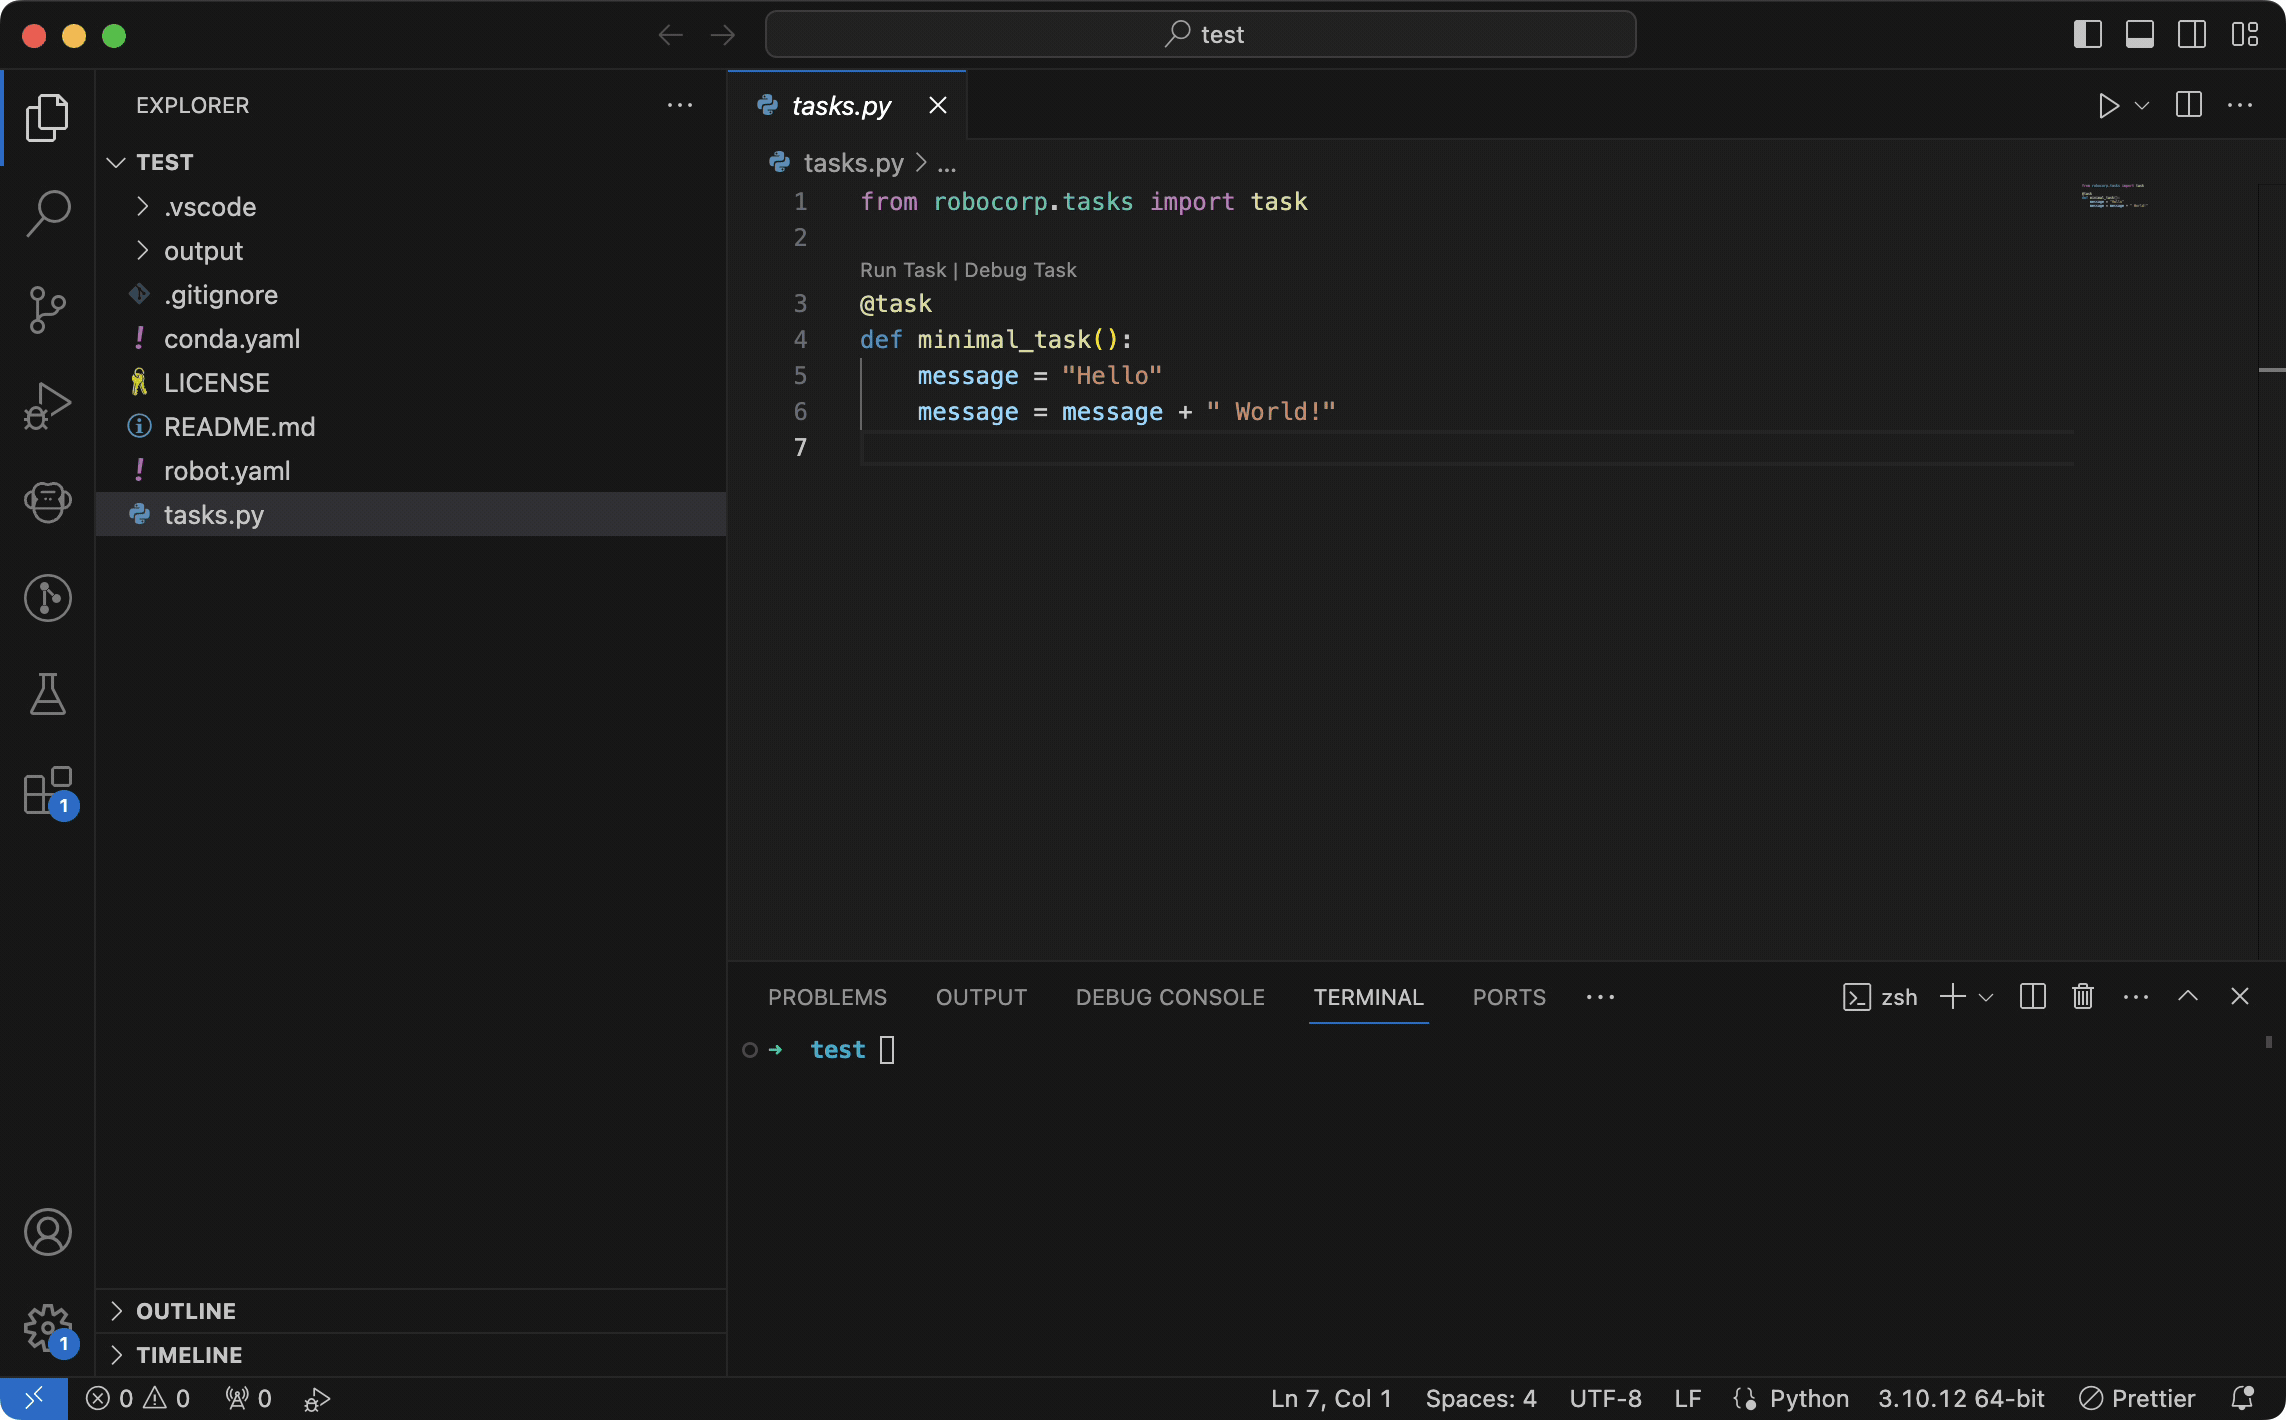 test
EXPLORER
TEST
.vscode
output
.gitignore
conda.yaml
LICENSE
README.md
robot.yaml
tasks.py
OUTLINE
TIMELINE
1
1
tasks.py
tasks.py > ...
1 from robocorp.tasks import task
2
Run Task | Debug Task
3 @task
4 def minimal_task():
5 message = "Hello"
6 message = message + " World!"
7
PROBLEMS OUTPUT DEBUG CONSOLE TERMINAL PORTS
zsh
➜ test
0 0 0
Ln 7, Col 1 Spaces: 4 UTF-8 LF Python 3.10.12 64-bit Prettier